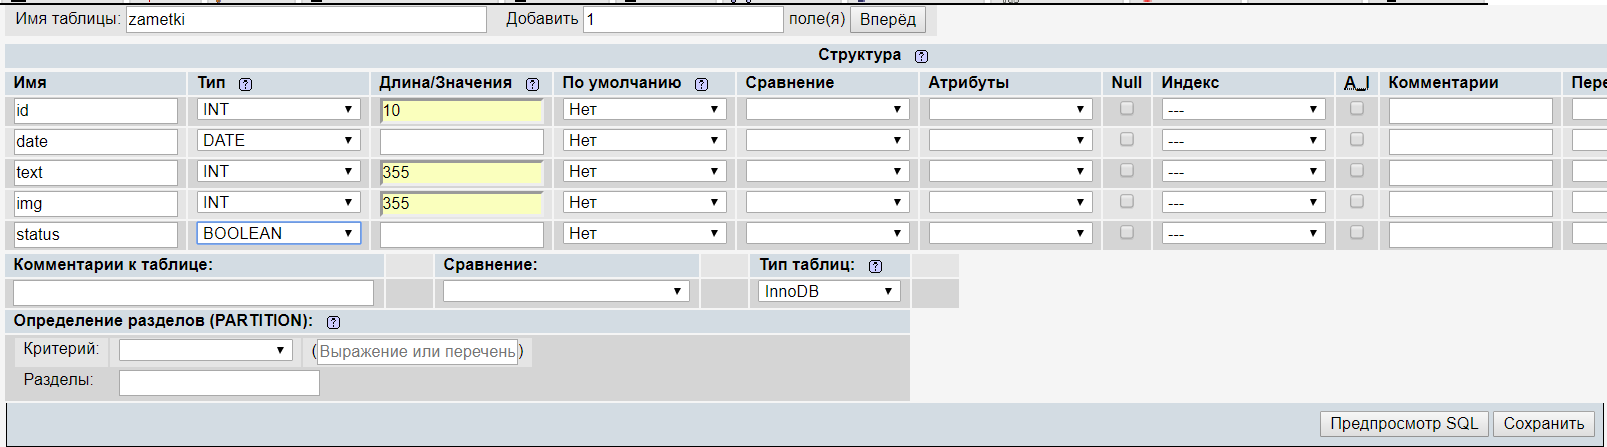 Имя таблицы: zametki Добавить 1 поле(я) Вперёд
Структура ?
Имя Тип ? Длина/Значения ? По умолчанию ? Сравнение Атрибуты Null Индекс A_I Комментарии Пере
id INT 10 Нет ---
date DATE Нет ---
text INT 355 Нет ---
img INT 355 Нет ---
status BOOLEAN Нет ---
Комментарии к таблице: Сравнение: Тип таблиц: ?
InnoDB
Определение разделов (PARTITION): ?
Критерий: (Выражение или перечень)
Разделы:
Предпросмотр SQL Сохранить